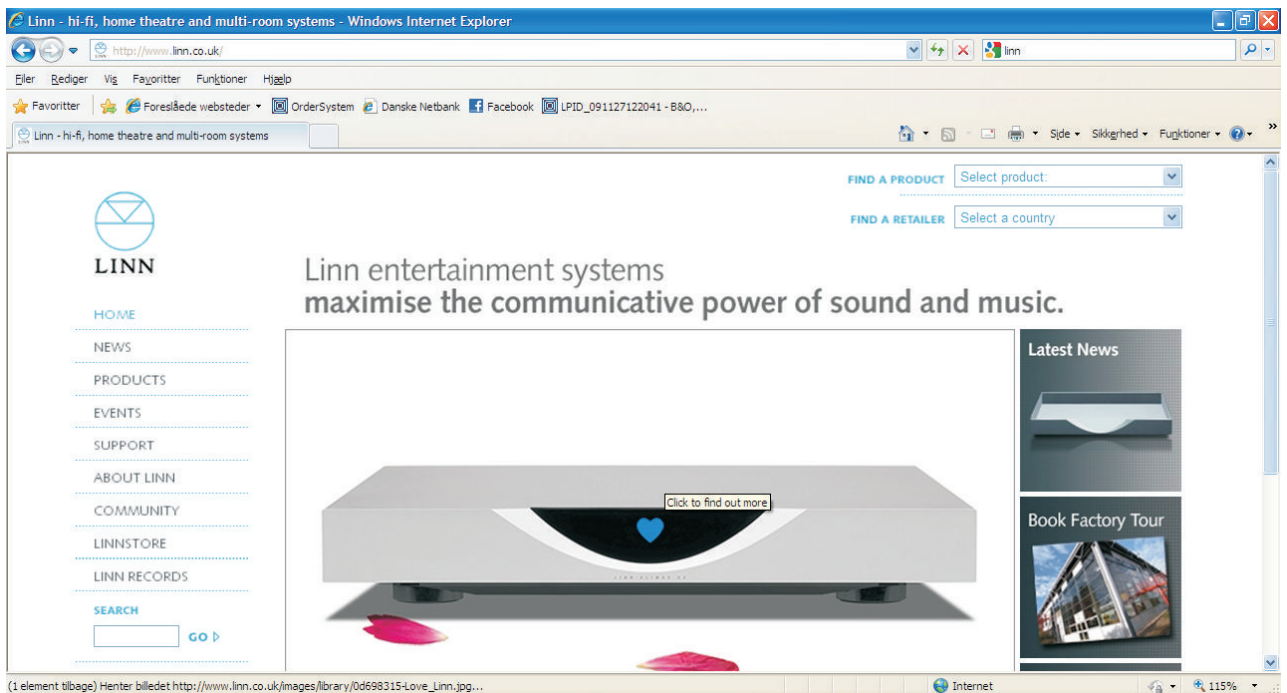 Linn - hi-fi, home theatre and multi-room systems - Windows Internet Explorer
http://www.linn.co.uk/
linn
Filer Rediger Vis Favoritter Funktioner Hjælp
Favoritter Foreslåede websteder OrderSystem Danske Netbank Facebook LPID_091127122041 - B&O,...
Linn - hi-fi, home theatre and multi-room systems
Side Sikkerhed Funktioner »
FIND A PRODUCT Select product:
FIND A RETAILER Select a country
LINN
Linn entertainment systems
maximise the communicative power of sound and music.
HOME
NEWS
PRODUCTS
EVENTS
SUPPORT
ABOUT LINN
COMMUNITY
LINNSTORE
LINN RECORDS
SEARCH
GO
Click to find out more
Latest News
Book Factory Tour
(1 element tilbage) Henter billedet http://www.linn.co.uk/images/library/0d698315-Love_Linn.jpg...
Internet
115%